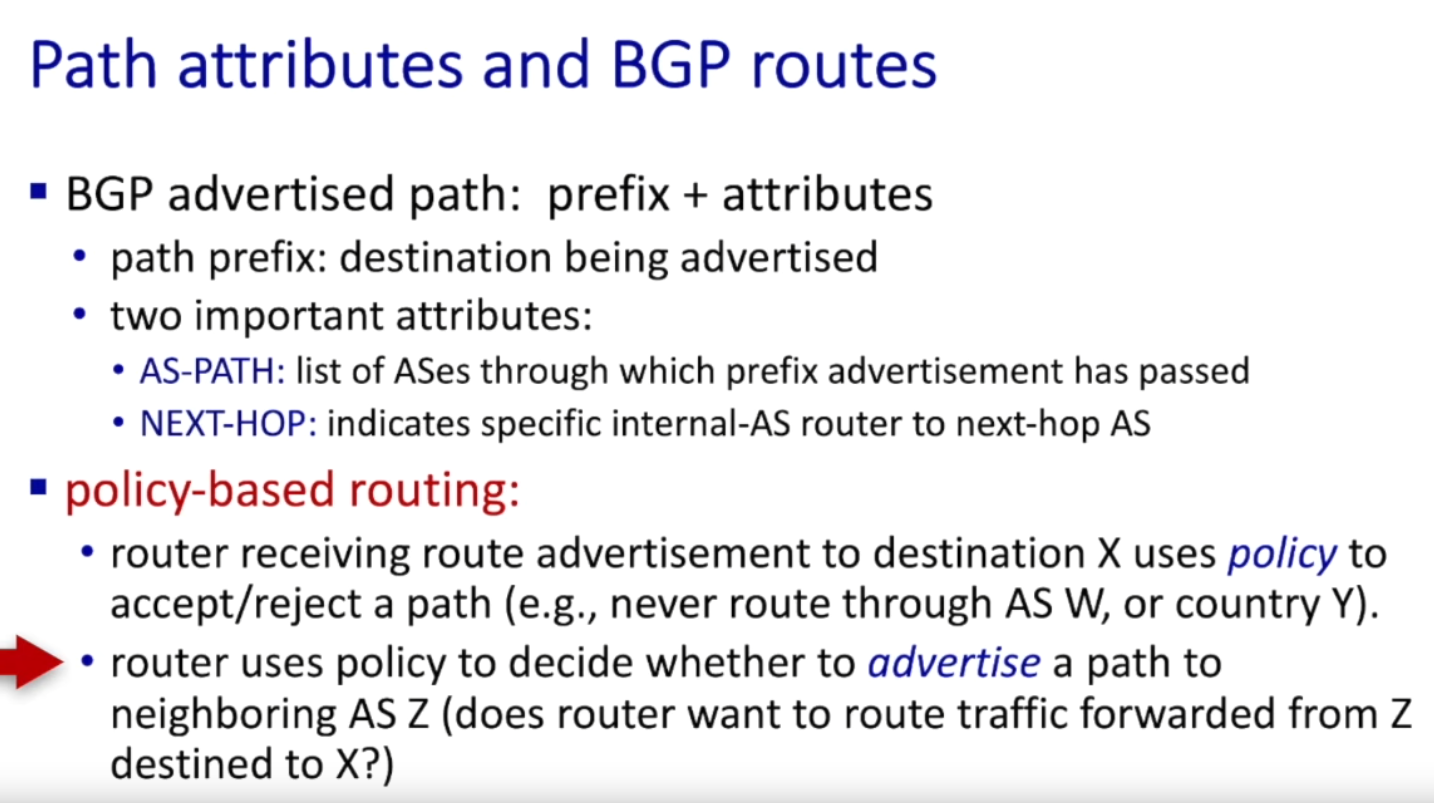 Path attributes and BGP routes
▪ BGP advertised path:  prefix + attributes
• path prefix: destination being advertised
• two important attributes:
• AS-PATH: list of ASes through which prefix advertisement has passed
• NEXT-HOP: indicates specific internal-AS router to next-hop AS
▪ policy-based routing:
• router receiving route advertisement to destination X uses policy to
accept/reject a path (e.g., never route through AS W, or country Y).
• router uses policy to decide whether to advertise a path to
neighboring AS Z (does router want to route traffic forwarded from Z
destined to X?)